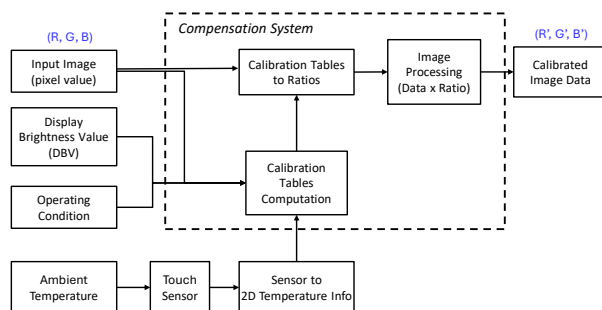 Compensation System
(R, G, B)
(R’, G’, B’)
Input Image
(pixel value)
Calibration Tables
to Ratios
Image
Processing
(Data x Ratio)
Calibrated
Image Data
Display
Brightness Value
(DBV)
Calibration
Tables
Computation
Operating
Condition
Ambient
Temperature
Touch
Sensor
Sensor to
2D Temperature Info